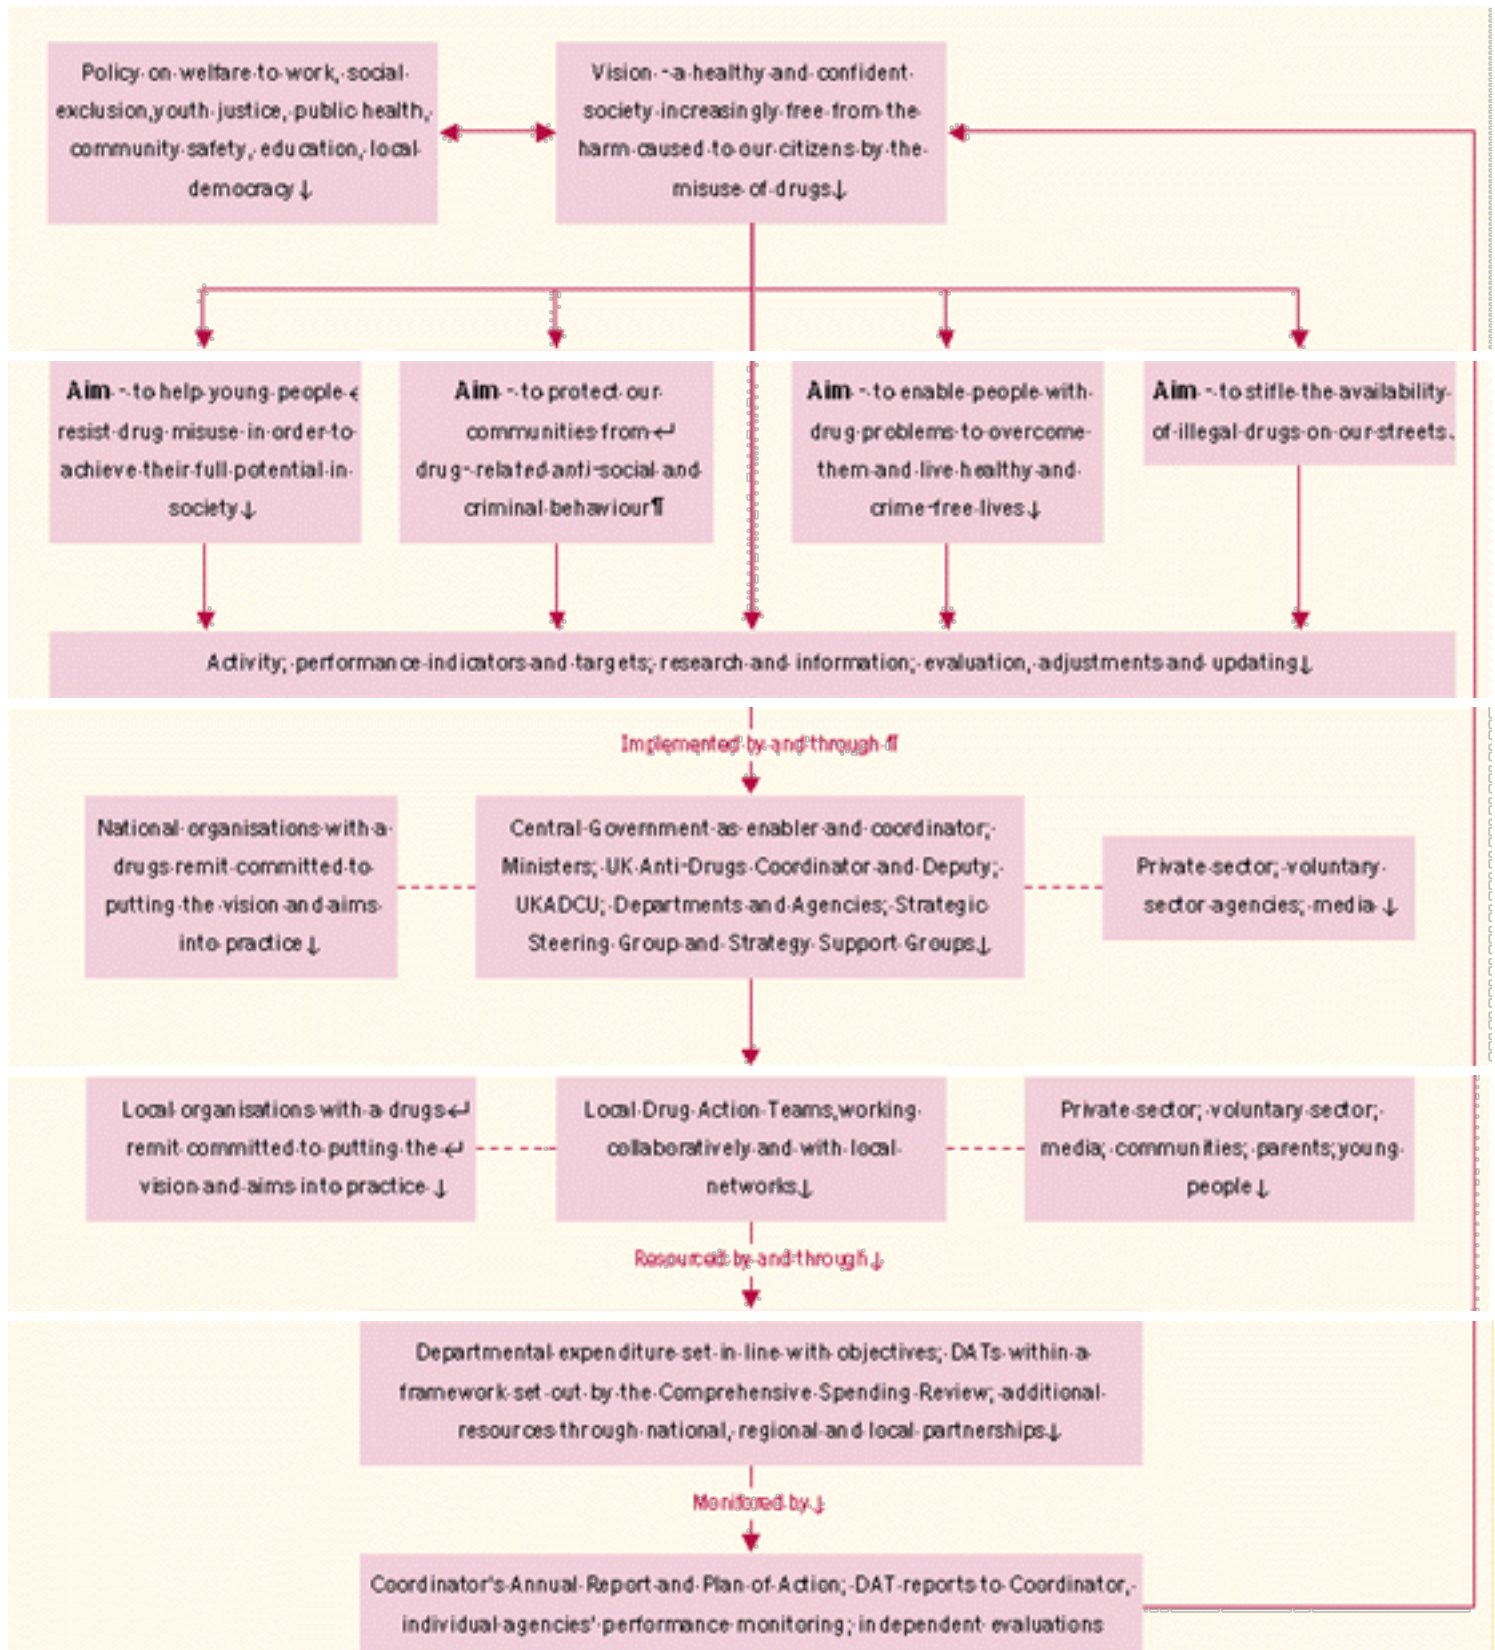 Policy on welfare to work, social
exclusion,youth justice, public health,
community safety, education, local
democracy↓
Vision - a healthy and confident
society increasingly free from the
harm caused to our citizens by the
misuse of drugs↓
Aim - to help young people
resist drug misuse in order to
achieve their full potential in
society↓
Aim - to protect our
communities from↵
drug-related anti-social and
criminal behaviour¶
Aim - to enable people with
drug problems to overcome
them and live healthy and
crime-free lives↓
Aim - to stifle the availability
of illegal drugs on our streets.
Activity; performance indicators and targets; research and information; evaluation, adjustments and updating↓
Implemented by and through ¶
National organisations with a
drugs remit committed to
putting the vision and aims
into practice↓
Central Government as enabler and coordinator;
Ministers; UK Anti-Drugs Coordinator and Deputy;
UKADCU; Departments and Agencies; Strategic
Steering Group and Strategy Support Groups↓
Private sector; voluntary
sector agencies; media ↓
Local organisations with a drugs↵
remit committed to putting the ↵
vision and aims into practice ↓
Local Drug Action Teams,working
collaboratively and with local
networks↓
Private sector; voluntary sector;
media; communities; parents;young
people↓
Resourced by and through↓
Departmental expenditure set in line with objectives; DATs within a
framework set out by the Comprehensive Spending Review; additional
resources through national, regional and local partnerships↓
Monitored by↓
Coordinator's Annual Report and Plan of Action; DAT reports to Coordinator,
individual agencies' performance monitoring; independent evaluations